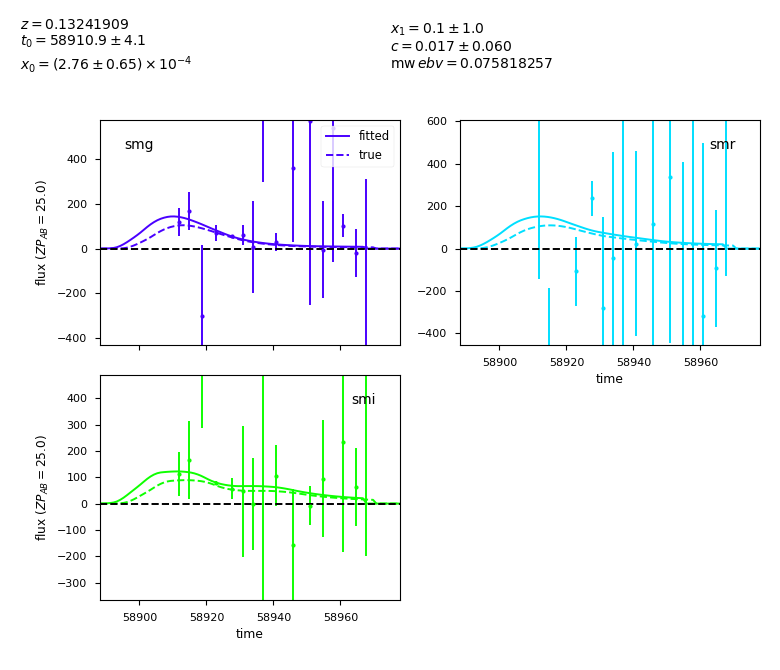 z = 0.13241909
t₀ = 58910.9 ± 4.1
x₀ = (2.76 ± 0.65) × 10⁻⁴
x₁ = 0.1 ± 1.0
c = 0.017 ± 0.060
mw ebv = 0.075818257
smg
fitted
true
flux (ZP_AB = 25.0)
400
200
0
−200
−400
smr
600
400
200
0
−200
−400
58900 58920 58940 58960
time
smi
flux (ZP_AB = 25.0)
400
300
200
100
0
−100
−200
−300
58900 58920 58940 58960
time